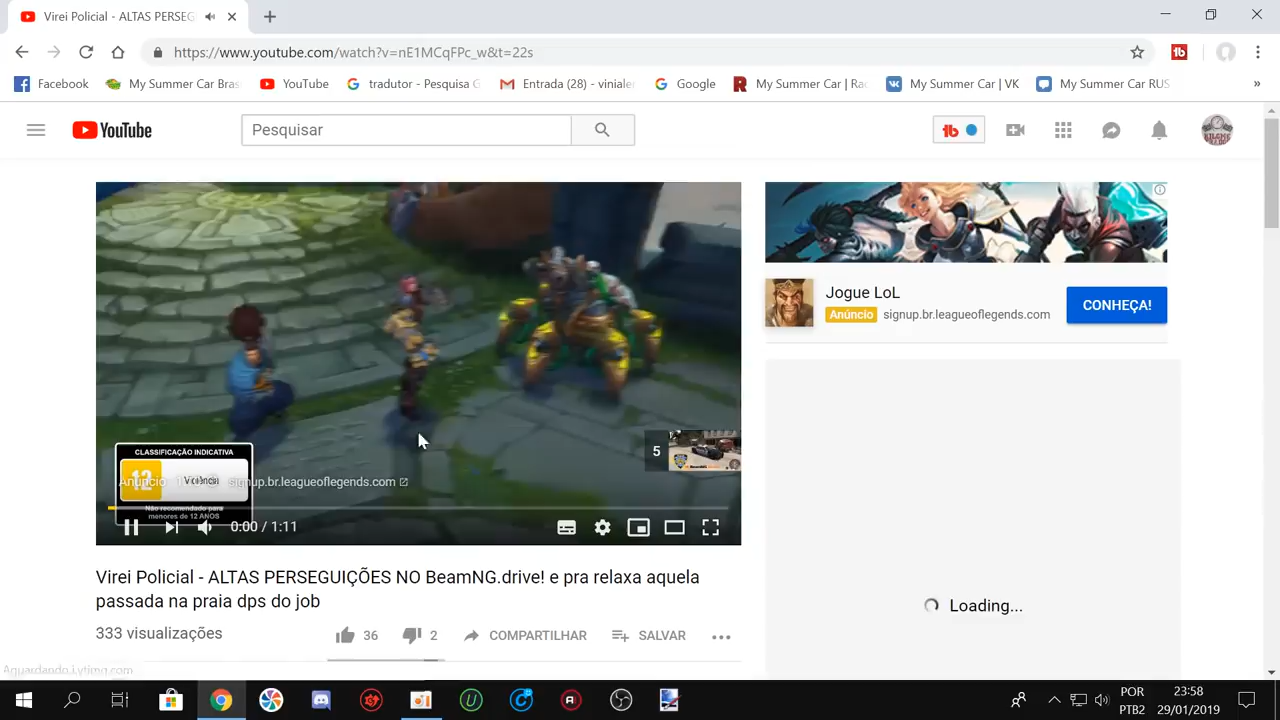 Virei Policial - ALTAS PERSEG
https://www.youtube.com/watch?v=nE1MCqFPc_w&t=22s
Facebook
My Summer Car Bras
YouTube
tradutor - Pesquisa G
Entrada (28) - vinialer
Google
My Summer Car | Rac
My Summer Car | VK
My Summer Car RUS
»
YouTube
Pesquisar
Jogue LoL
Anúncio signup.br.leagueoflegends.com
CONHEÇA!
CLASSIFICAÇÃO INDICATIVA
12
Violência
Anúncio
signup.br.leagueoflegends.com
Não recomendado para
menores de 12 ANOS
5
0:00 / 1:11
Loading...
Virei Policial - ALTAS PERSEGUIÇÕES NO BeamNG.drive! e pra relaxa aquela
passada na praia dps do job
333 visualizações
36
2
COMPARTILHAR
SALVAR
Aguardando i.ytimg.com
POR
PTB2
23:58
29/01/2019